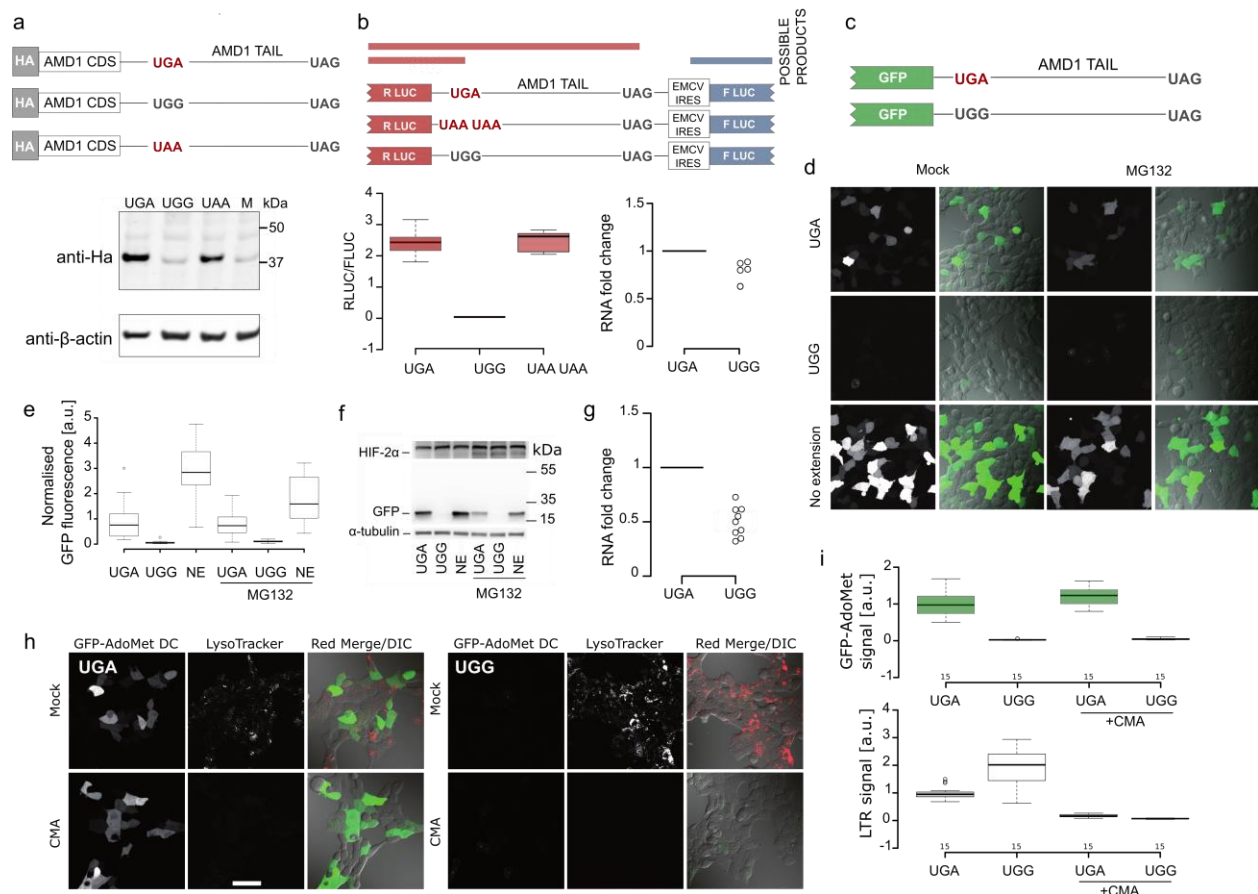 a
HA AMD1 CDS UGA AMD1 TAIL UAG
HA AMD1 CDS UGG UAG
HA AMD1 CDS UAA UAG
UGA UGG UAA M kDa
50
anti-Ha
37
anti-β-actin
b
POSSIBLE PRODUCTS
R LUC UGA AMD1 TAIL UAG EMCV IRES F LUC
R LUC UAA UAA UAG EMCV IRES F LUC
R LUC UGG UAG EMCV IRES F LUC
RLUC/FLUC
4
3
2
1
0
-1
UGA UGG UAA UAA
RNA fold change
1.5
1
0.5
0
UGA UGG
c
GFP UGA AMD1 TAIL UAG
GFP UGG UAG
d
Mock MG132
UGA
UGG
No extension
e
Normalised
GFP fluorescence [a.u.]
5
4
3
2
1
0
UGA UGG NE UGA UGG NE
MG132
f
HIF-2α kDa
55
35
GFP
15
α-tubulin
UGA UGG NE UGA UGG NE
MG132
g
RNA fold change
1.5
1
0.5
0
UGA UGG
h
GFP-AdoMet DC LysoTracker Red Merge/DIC GFP-AdoMet DC LysoTracker Red Merge/DIC
UGA UGG
Mock Mock
CMA CMA
i
GFP-AdoMet
signal [a.u.]
2
1
0
-1
15 15 15 15
UGA UGG UGA UGG
+CMA
LTR signal [a.u.]
3
2
1
0
-1
15 15 15 15
UGA UGG UGA UGG
+CMA